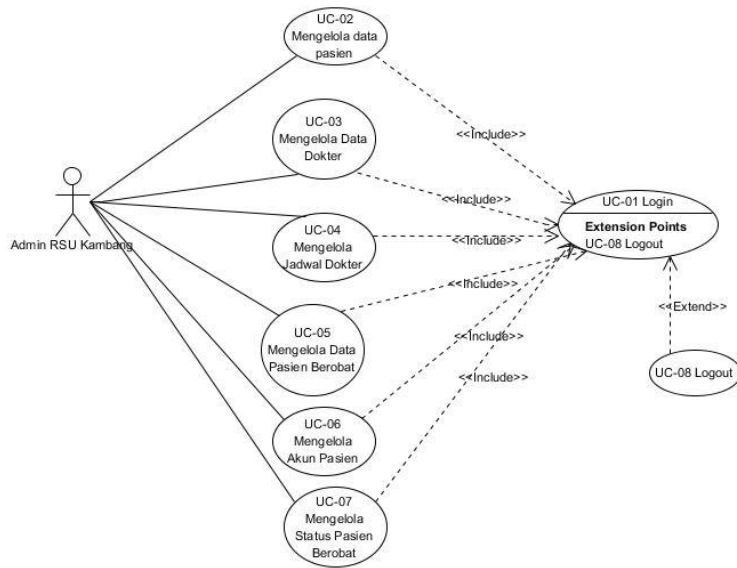 UC-02
Mengelola data
pasien
<<Include>>
UC-03
Mengelola Data
Dokter
<<Include>>
UC-01 Login
Extension Points
UC-08 Logout
Admin RSU Kambang
UC-04
Mengelola
Jadwal Dokter
<<Include>>
<<Include>>
<<Extend>>
UC-05
Mengelola Data
Pasien Berobat
<<Include>>
<<Include>>
UC-08 Logout
UC-06
Mengelola
Akun Pasien
UC-07
Mengelola
Status Pasien
Berobat